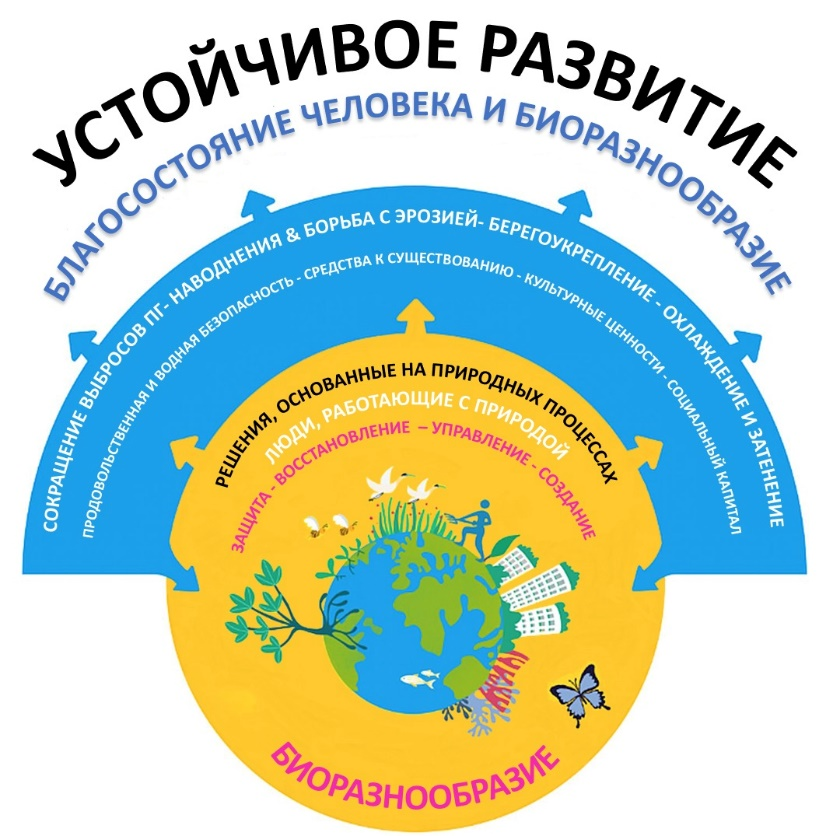 УСТОЙЧИВОЕ РАЗВИТИЕ
БЛАГОСОСТОЯНИЕ ЧЕЛОВЕКА И БИОРАЗНООБРАЗИЕ
СОКРАЩЕНИЕ ВЫБРОСОВ ПГ- НАВОДНЕНИЯ & БОРЬБА С ЭРОЗИЕЙ- БЕРЕГОУКРЕПЛЕНИЕ - ОХЛАЖДЕНИЕ И ЗАТЕНЕНИЕ
ПРОДОВОЛЬСТВЕННАЯ И ВОДНАЯ БЕЗОПАСНОСТЬ - СРЕДСТВА К СУЩЕСТВОВАНИЮ - КУЛЬТУРНЫЕ ЦЕННОСТИ - СОЦИАЛЬНЫЙ КАПИТАЛ
РЕШЕНИЯ, ОСНОВАННЫЕ НА ПРИРОДНЫХ ПРОЦЕССАХ
ЛЮДИ, РАБОТАЮЩИЕ С ПРИРОДОЙ
ЗАЩИТА - ВОССТАНОВЛЕНИЕ – УПРАВЛЕНИЕ - СОЗДАНИЕ
БИОРАЗНООБРАЗИЕ